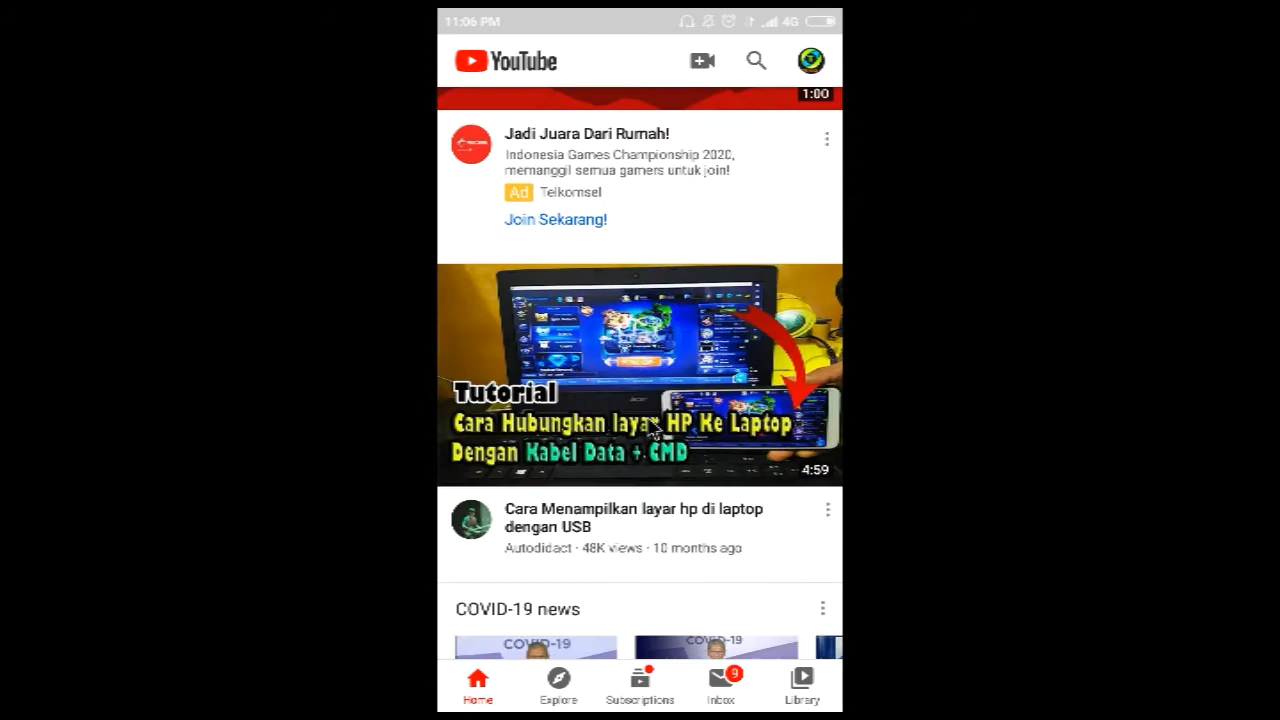 11:06 PM
4G
YouTube
1:00
Jadi Juara Dari Rumah!
Indonesia Games Championship 2020,
memanggil semua gamers untuk join!
Ad Telkomsel
Join Sekarang!
Tutorial
Cara Hubungkan layar HP Ke Laptop
Dengan Kabel Data + CMD
4:59
Cara Menampilkan layar hp di laptop
dengan USB
Autodidact · 48K views · 10 months ago
COVID-19 news
COVID-19
COVID-19
9
Home
Explore
Subscriptions
Inbox
Library